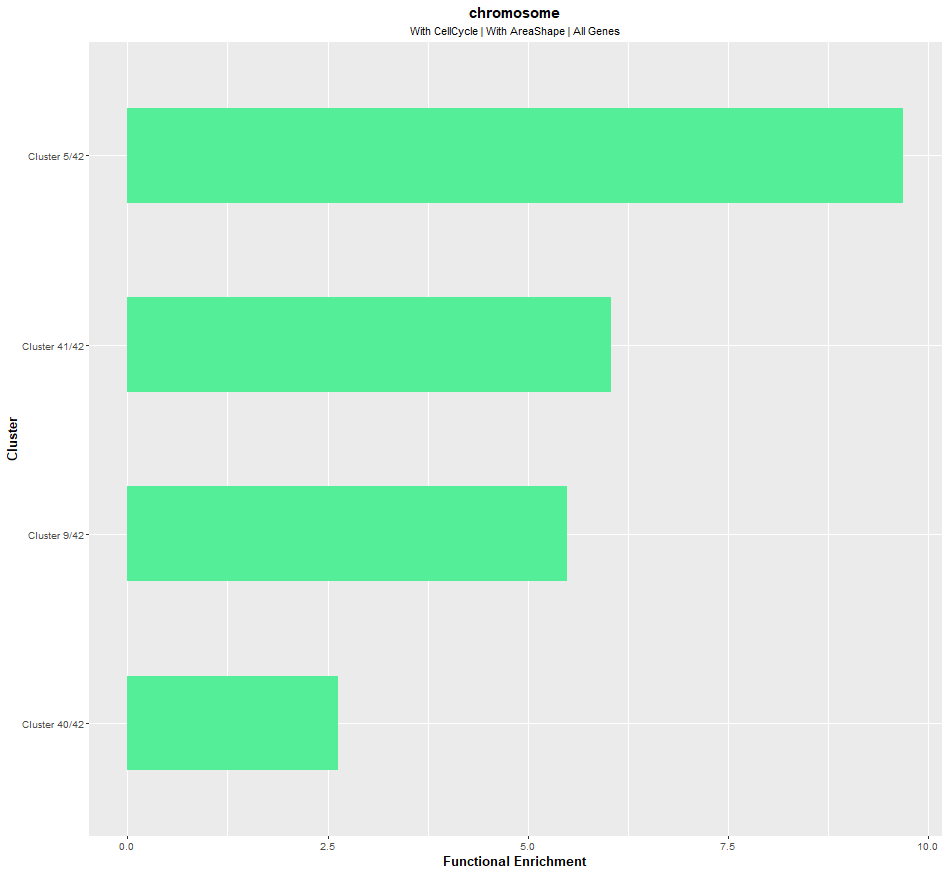 chromosome
With CellCycle | With AreaShape | All Genes
Cluster 5/42
Cluster 41/42
Cluster 9/42
Cluster 40/42
Cluster
0.0 2.5 5.0 7.5 10.0
Functional Enrichment